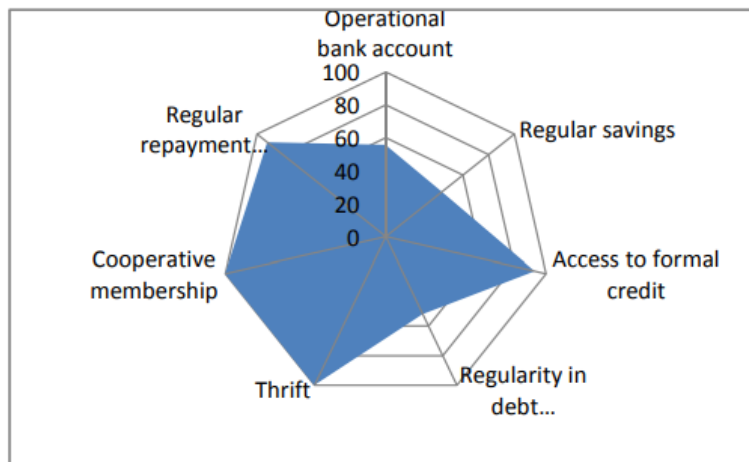 Operational
bank account
100
80
60
40
20
0
Regular savings
Access to formal
credit
Regularity in
debt...
Thrift
Cooperative
membership
Regular
repayment...